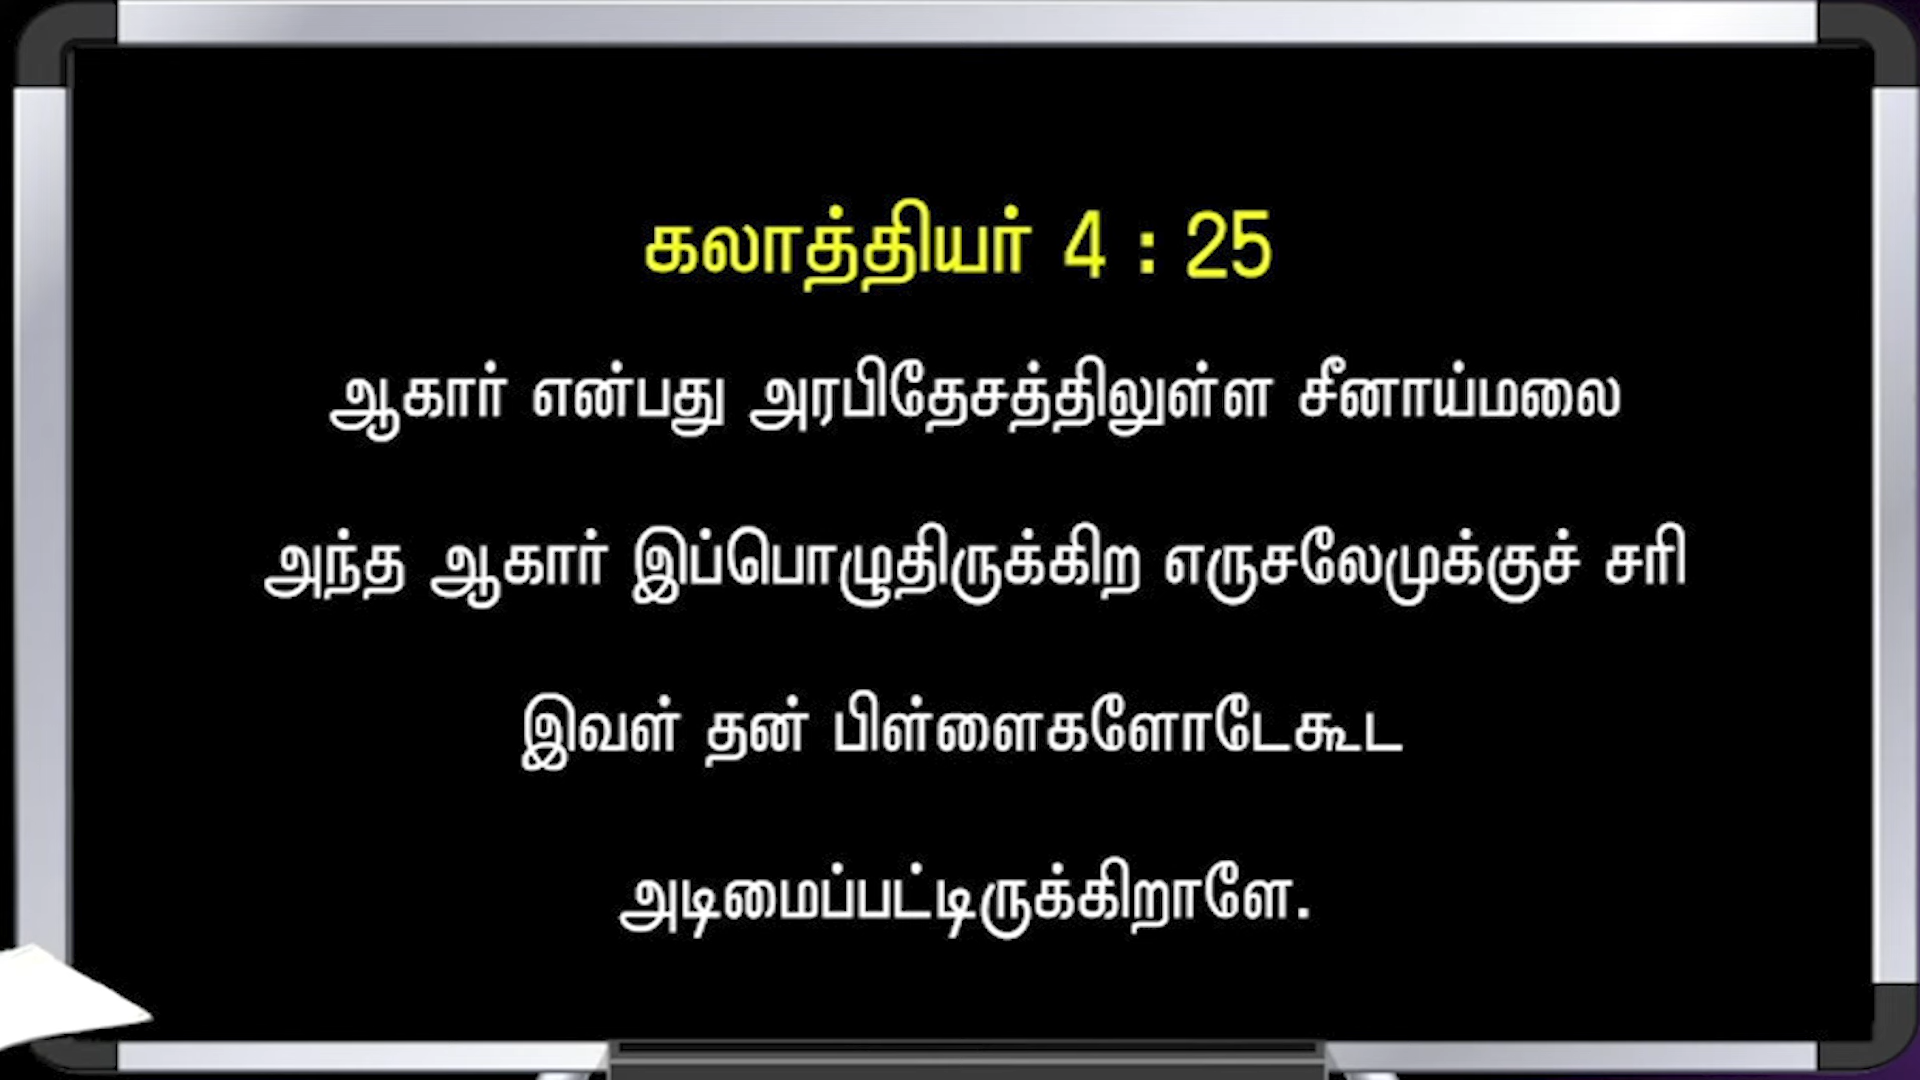 கலாத்தியர் 4 : 25
ஆகார் என்பது அரபிதேசத்திலுள்ள சீனாய்மலை
அந்த ஆகார் இப்பொழுதிருக்கிற எருசலேமுக்குச் சரி
இவள் தன் பிள்ளைகளோடேகூட
அடிமைப்பட்டிருக்கிறாளே.